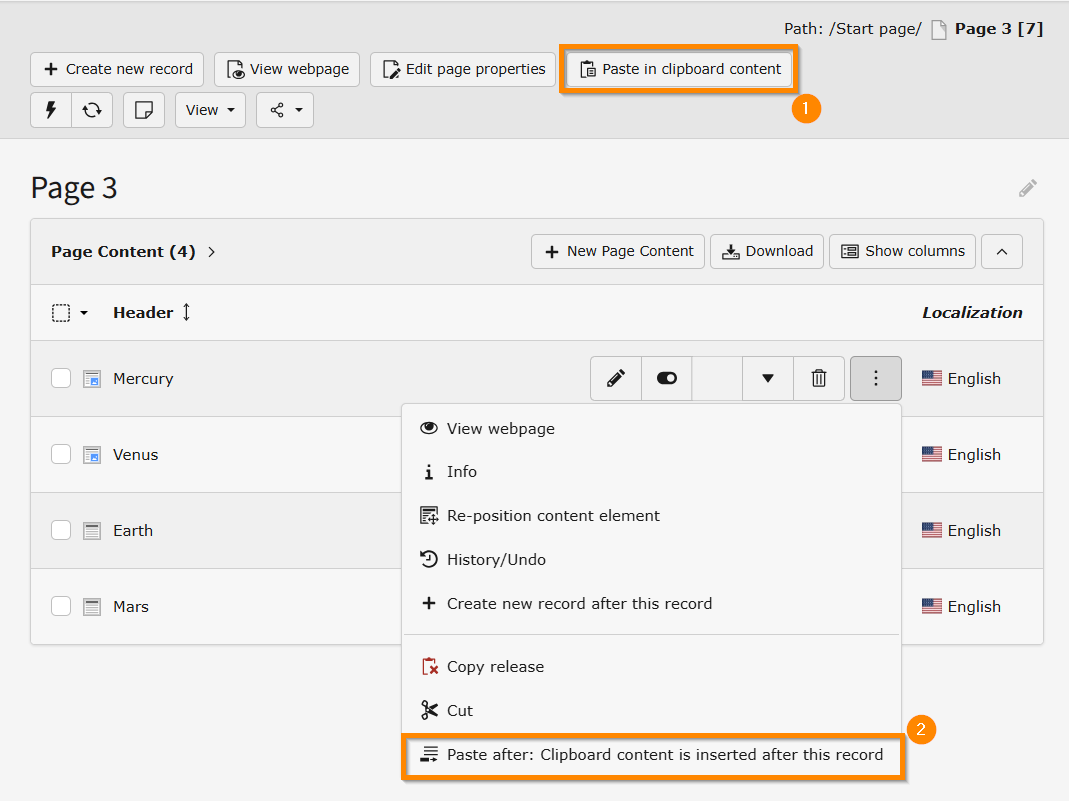 Path: /Start page/ Page 3 [7]
Create new record View webpage Edit page properties Paste in clipboard content
1
View
Page 3
Page Content (4)
New Page Content Download Show columns
Header Localization
Mercury English
View webpage
Venus English
Info
Re-position content element
Earth English
History/Undo
Create new record after this record
Mars English
Copy release
Cut
2
Paste after: Clipboard content is inserted after this record